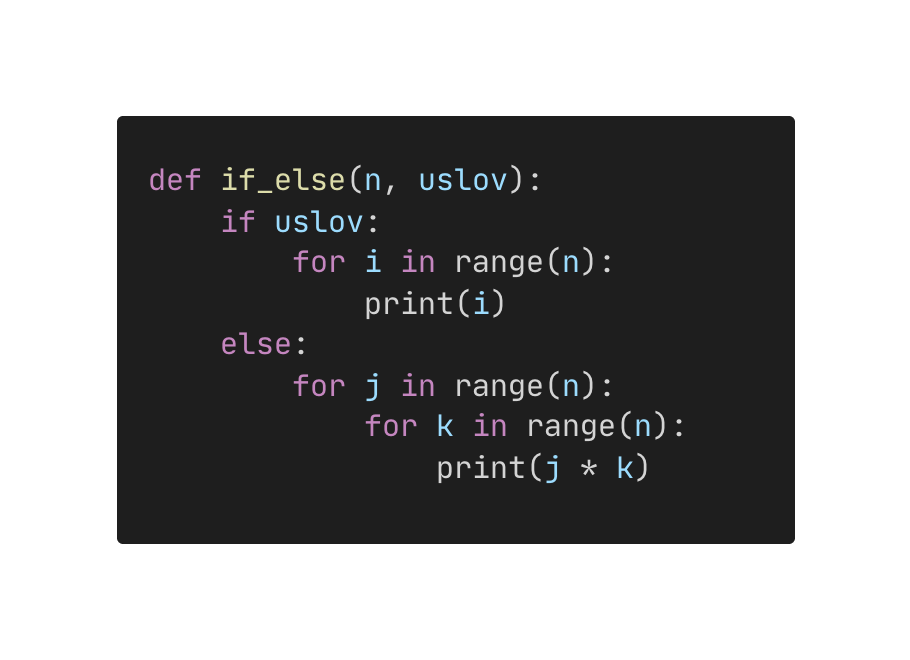 def if_else(n, uslov):
    if uslov:
        for i in range(n):
            print(i)
    else:
        for j in range(n):
            for k in range(n):
                print(j * k)